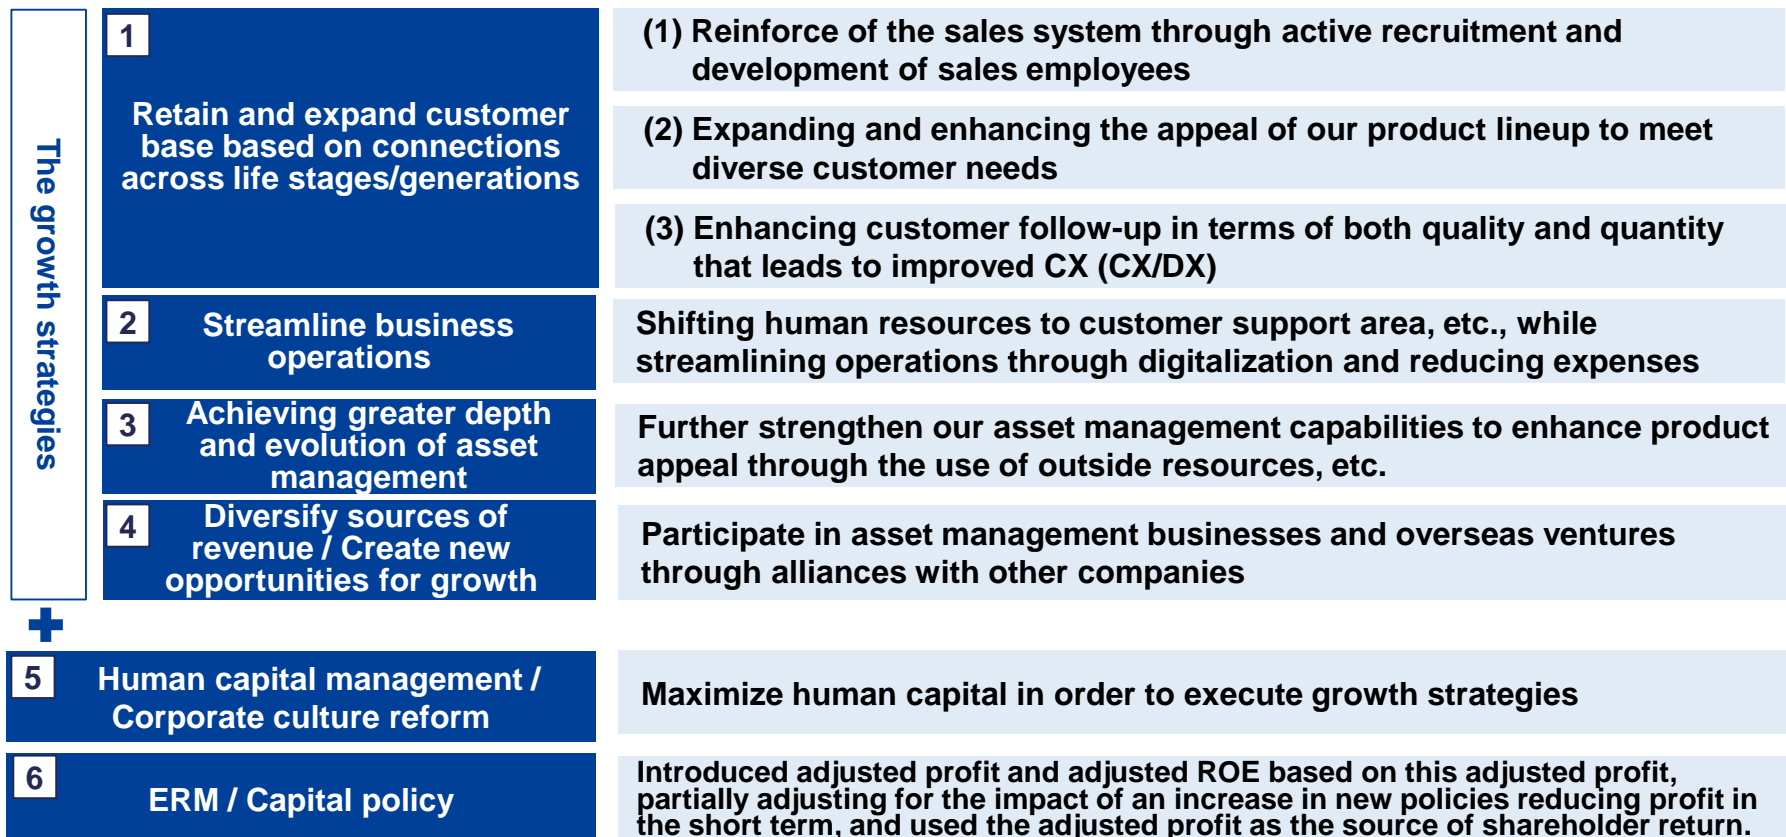 The growth strategies
1
Retain and expand customer
base based on connections
across life stages/generations
(1) Reinforce of the sales system through active recruitment and
development of sales employees
(2) Expanding and enhancing the appeal of our product lineup to meet
diverse customer needs
(3) Enhancing customer follow-up in terms of both quality and quantity
that leads to improved CX (CX/DX)
2
Streamline business
operations
Shifting human resources to customer support area, etc., while
streamlining operations through digitalization and reducing expenses
3
Achieving greater depth
and evolution of asset
management
Further strengthen our asset management capabilities to enhance product
appeal through the use of outside resources, etc.
4
Diversify sources of
revenue / Create new
opportunities for growth
Participate in asset management businesses and overseas ventures
through alliances with other companies
5
Human capital management /
Corporate culture reform
Maximize human capital in order to execute growth strategies
6
ERM / Capital policy
Introduced adjusted profit and adjusted ROE based on this adjusted profit,
partially adjusting for the impact of an increase in new policies reducing profit in
the short term, and used the adjusted profit as the source of shareholder return.